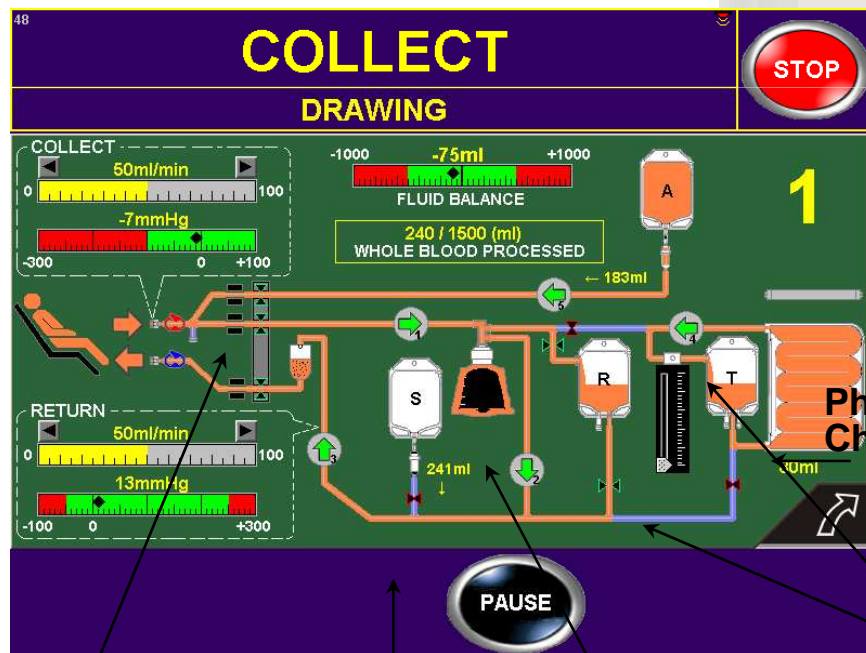 48
COLLECT
STOP
DRAWING
COLLECT
50ml/min
0 100
-7mmHg
-300 0 +100
-1000 -75ml +1000
FLUID BALANCE
240 / 1500 (ml)
WHOLE BLOOD PROCESSED
A
1
← 183ml
5
1
4
S
R
T
Ph
Ch
RETURN
50ml/min
0 100
13mmHg
-100 0 +300
3
241ml
↓
2
PAUSE